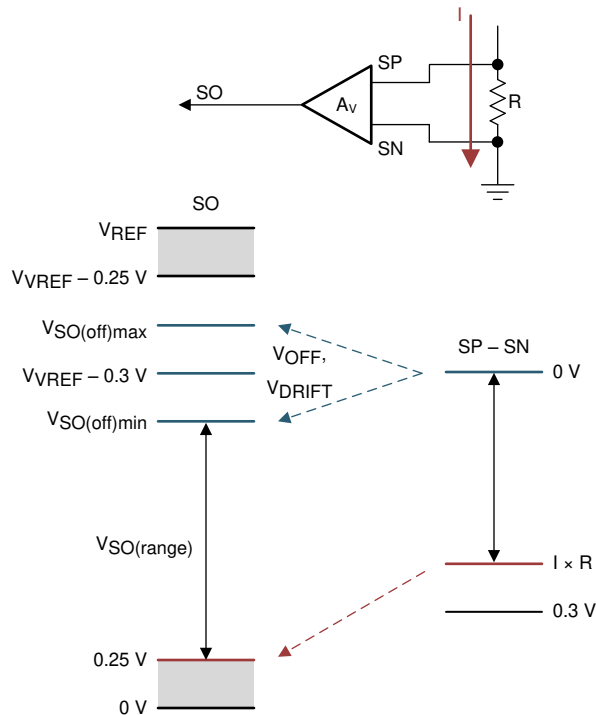 I
SP
SO
AV
R
SN
SO
VREF
VVREF – 0.25 V
VSO(off)max
VOFF,
SP – SN
VVREF – 0.3 V
0 V
VDRIFT
VSO(off)min
VSO(range)
I × R
0.3 V
0.25 V
0 V